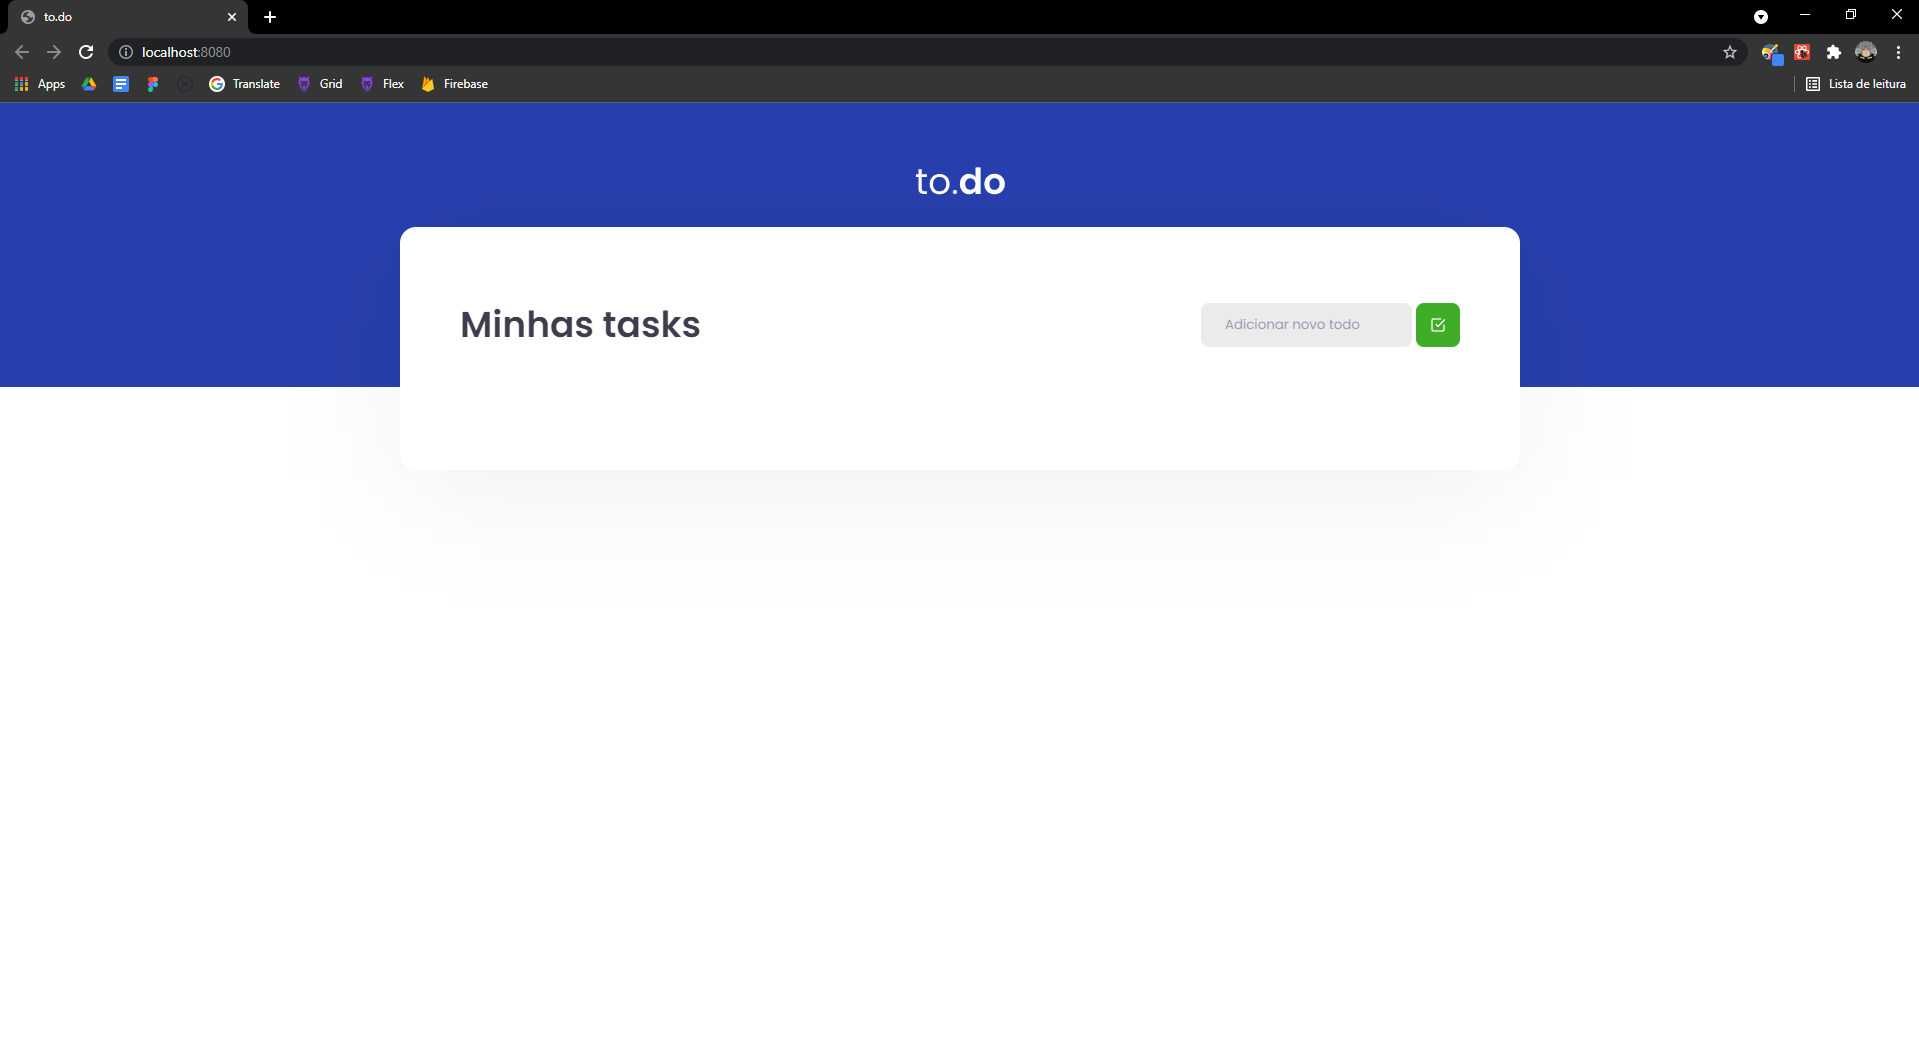 to.do
localhost:8080
Apps Translate Grid Flex Firebase Lista de leitura
to.do
Minhas tasks
Adicionar novo todo